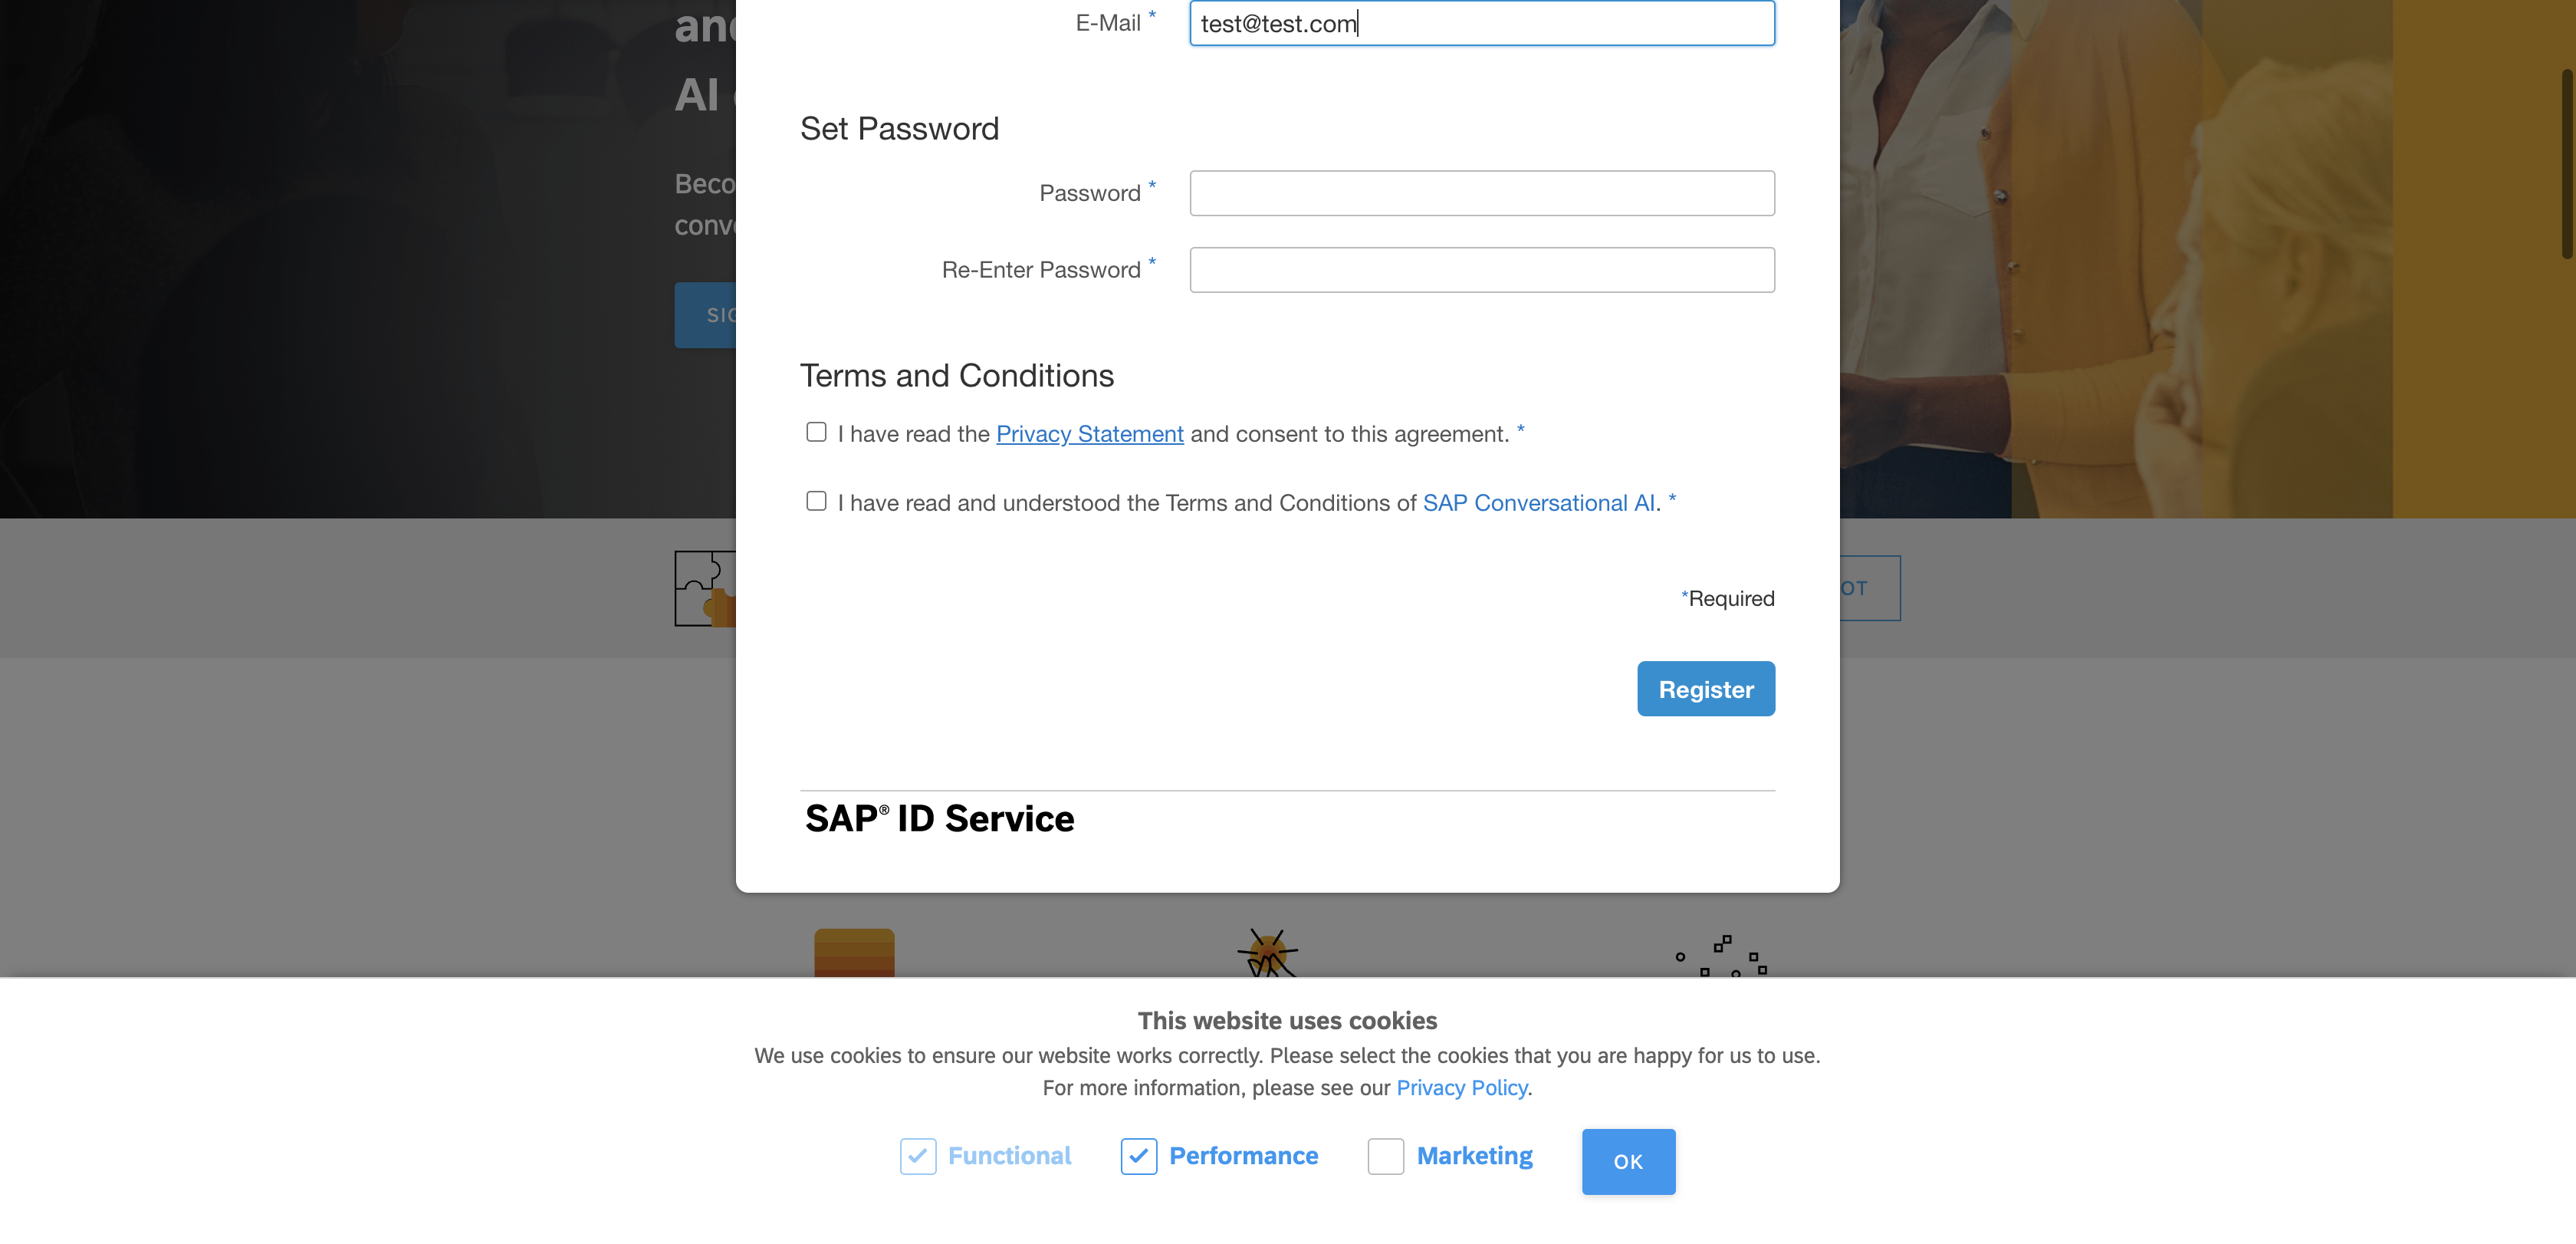 and
AI
Beco
conve
SIG
E-Mail *
test@test.com
Set Password
Password *
Re-Enter Password *
Terms and Conditions
I have read the Privacy Statement and consent to this agreement. *
I have read and understood the Terms and Conditions of SAP Conversational AI. *
*Required
OT
Register
SAP® ID Service
This website uses cookies
We use cookies to ensure our website works correctly. Please select the cookies that you are happy for us to use.
For more information, please see our Privacy Policy.
Functional
Performance
Marketing
OK